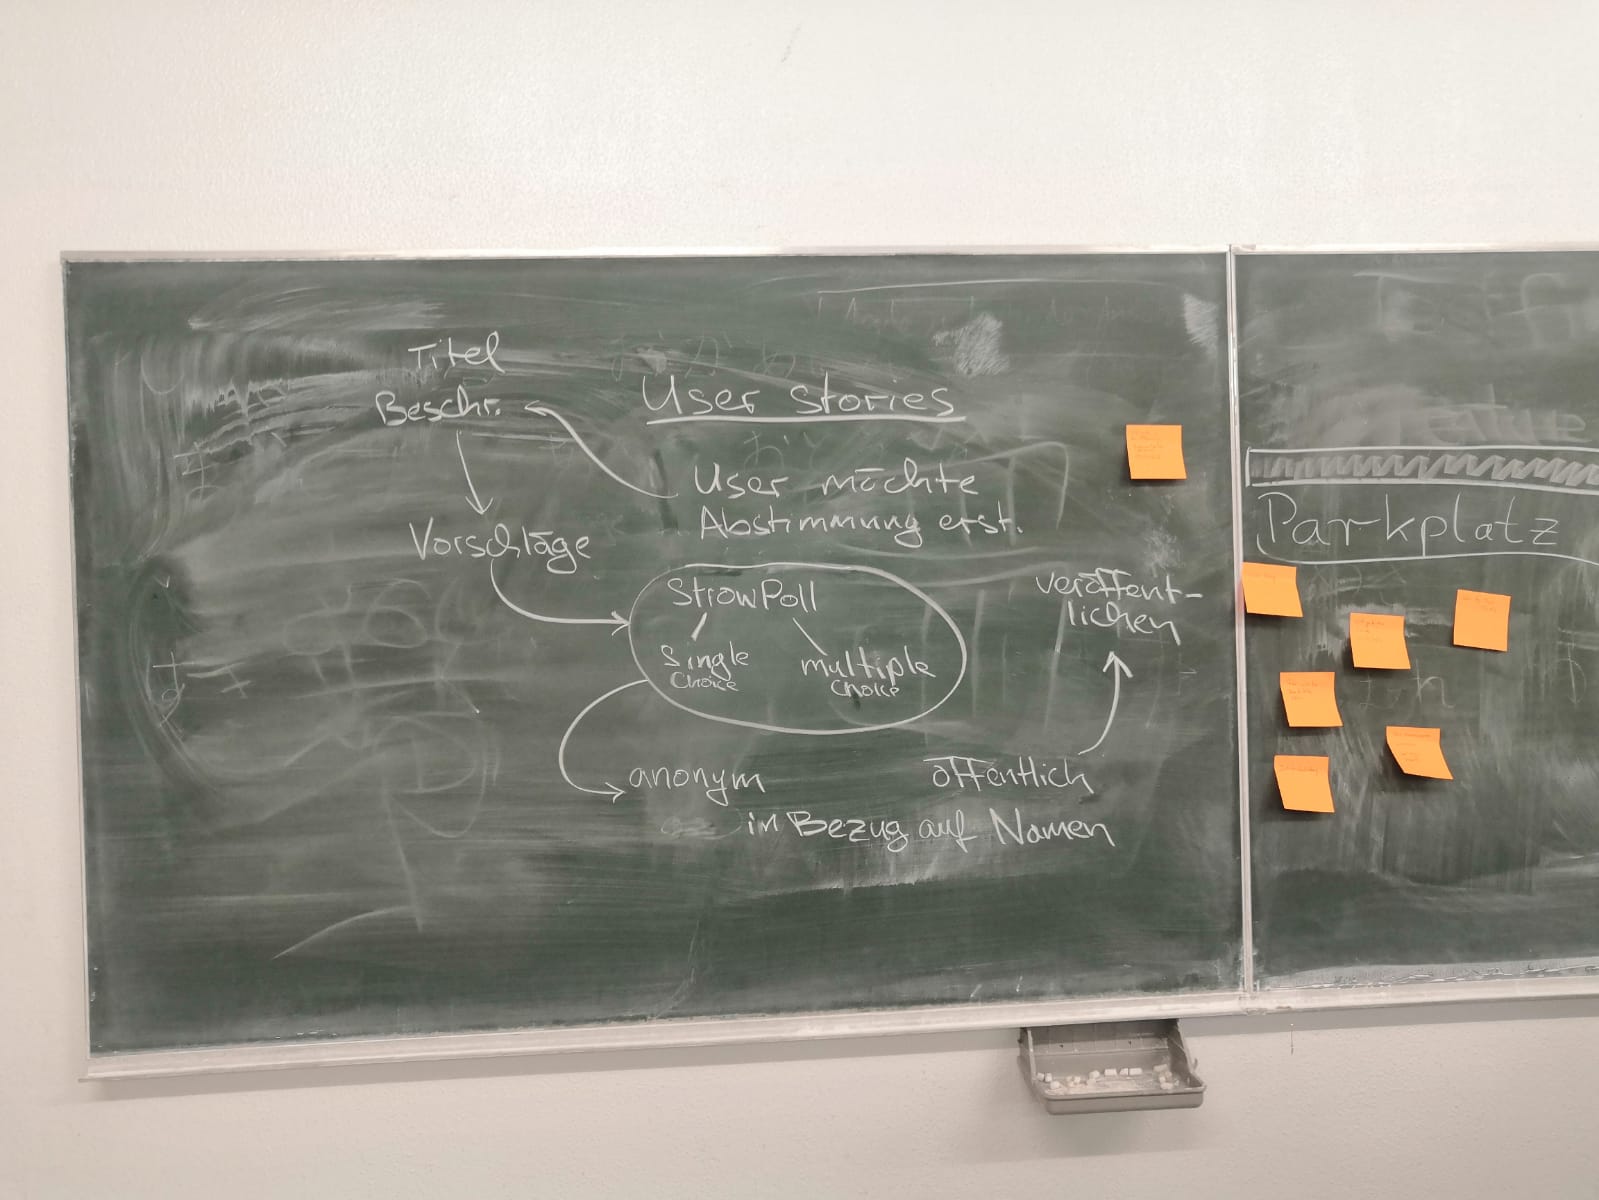 User stories
User möchte
Abstimmung erst.
Titel
Beschr.
Vorschläge
StrowPoll
Single
Choice
multiple
choice
anonym
öffentlich
in Bezug auf Namen
veröffent-
lichen
Parkplatz